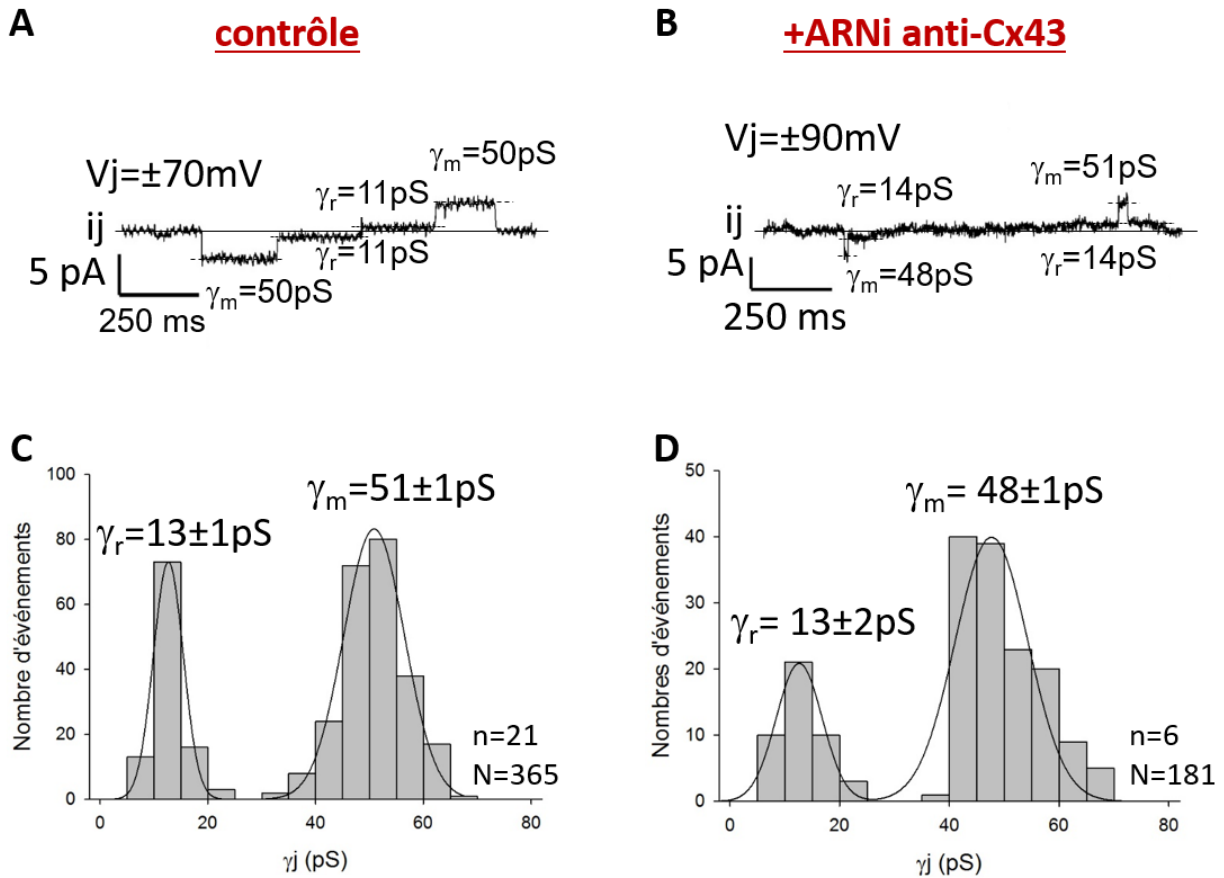 A
contrôle
B
+ARNi anti-Cx43
Vj=±70mV
γm=50pS
γr=11pS
ij
γr=11pS
5 pA
γm=50pS
250 ms
Vj=±90mV
γm=51pS
γr=14pS
ij
5 pA
γr=14pS
γm=48pS
250 ms
C
100
80
60
40
20
0
Nombre d'événements
γr=13±1pS
γm=51±1pS
n=21
N=365
0 20 40 60 80
γj (pS)
D
50
40
30
20
10
0
Nombres d'événements
γm= 48±1pS
γr= 13±2pS
n=6
N=181
0 20 40 60 80
γj (pS)